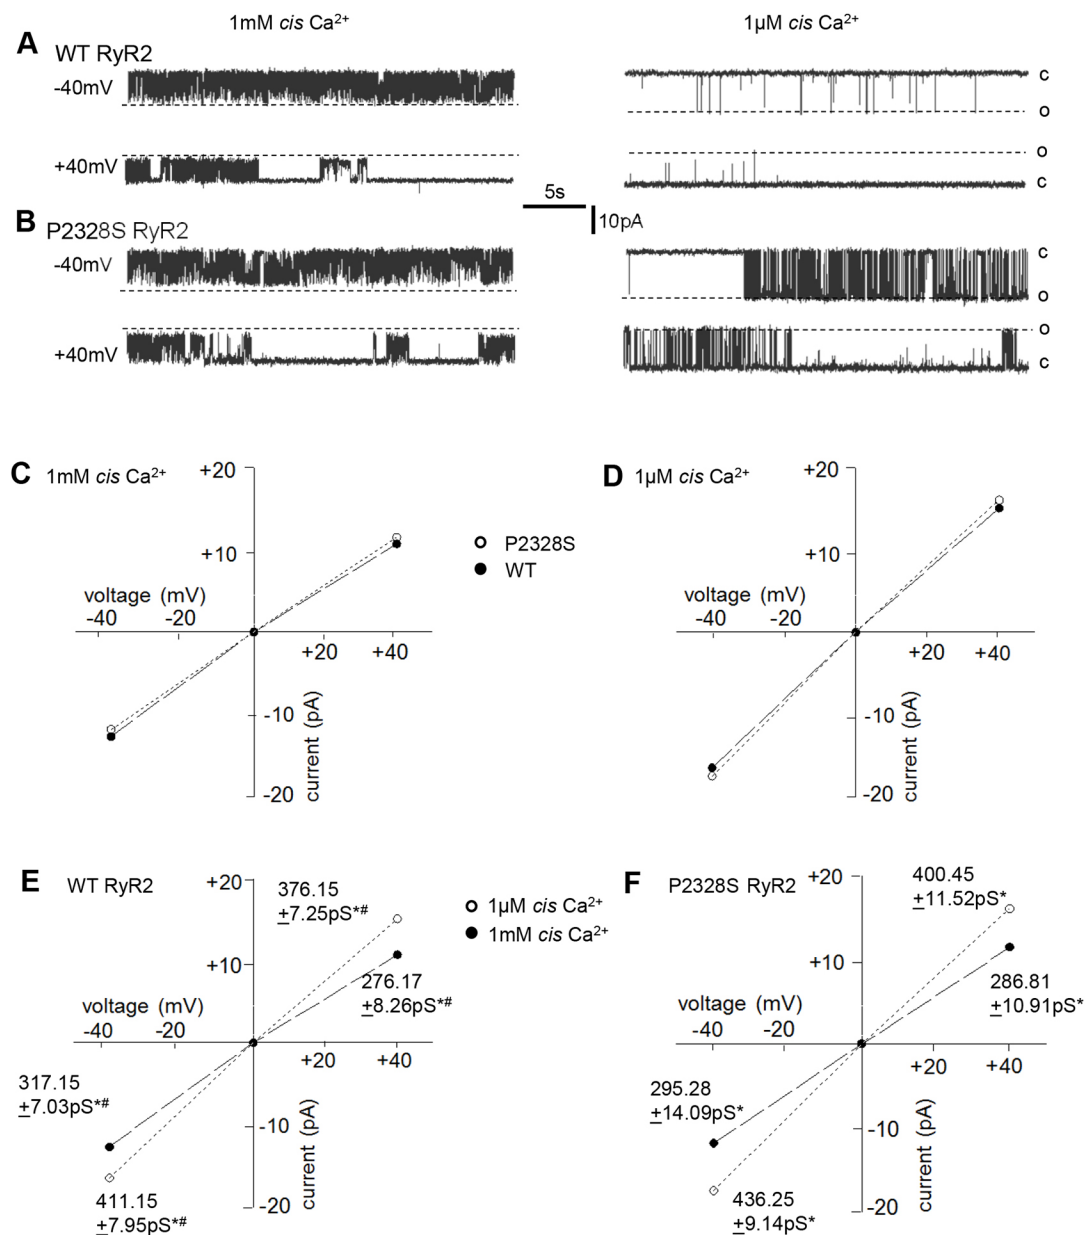 1mM cis Ca²⁺
1µM cis Ca²⁺
A
WT RyR2
-40mV
c
o
+40mV
o
c
5s
10pA
B
P2328S RyR2
-40mV
c
o
+40mV
o
c
C
1mM cis Ca²⁺
+20
+10
voltage (mV)
-40
-20
+20
+40
-10
-20
current (pA)
P2328S
WT
D
1µM cis Ca²⁺
+20
+10
voltage (mV)
-40
-20
+20
+40
-10
-20
current (pA)
E
WT RyR2
+20
376.15
±7.25pS*#
+10
276.17
±8.26pS*#
voltage (mV)
-40
-20
+20
+40
317.15
±7.03pS*#
-10
-20
current (pA)
411.15
±7.95pS*#
1µM cis Ca²⁺
1mM cis Ca²⁺
F
P2328S RyR2
+20
400.45
±11.52pS*
+10
286.81
±10.91pS*
voltage (mV)
-40
-20
+20
+40
295.28
±14.09pS*
-10
-20
current (pA)
436.25
±9.14pS*